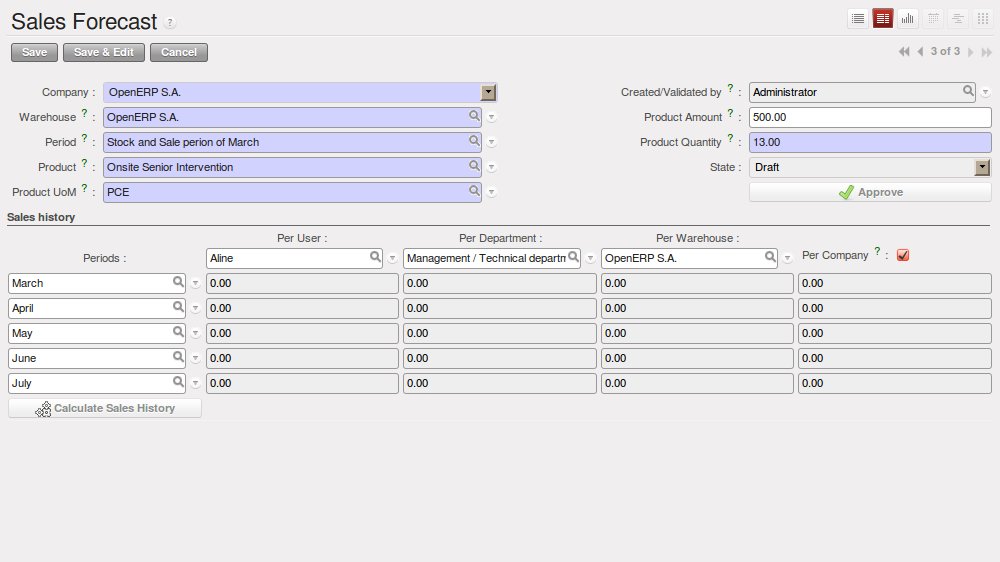 Sales Forecast ?
Save Save & Edit Cancel 3 of 3
Company : OpenERP S.A. Created/Validated by ? : Administrator
Warehouse ? : OpenERP S.A. Product Amount ? : 500.00
Period ? : Stock and Sale perion of March Product Quantity ? : 13.00
Product ? : Onsite Senior Intervention State : Draft
Product UoM ? : PCE Approve
Sales history
Per User : Per Department : Per Warehouse :
Periods : Aline Management / Technical departm OpenERP S.A. Per Company ? :
March 0.00 0.00 0.00 0.00
April 0.00 0.00 0.00 0.00
May 0.00 0.00 0.00 0.00
June 0.00 0.00 0.00 0.00
July 0.00 0.00 0.00 0.00
Calculate Sales History